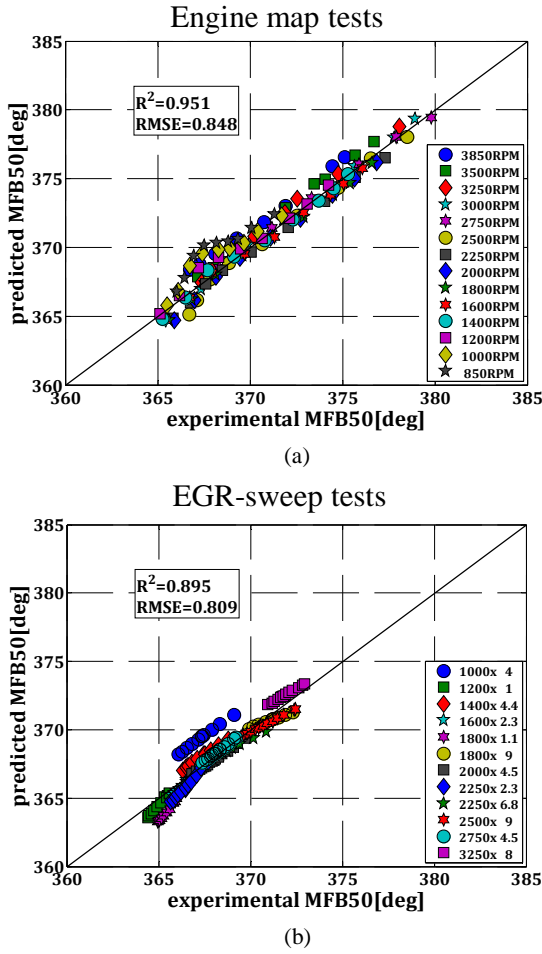 Engine map tests
385
380
375
370
365
360
predicted MFB50[deg]
R²=0.951
RMSE=0.848
3850RPM
3500RPM
3250RPM
3000RPM
2750RPM
2500RPM
2250RPM
2000RPM
1800RPM
1600RPM
1400RPM
1200RPM
1000RPM
850RPM
360 365 370 375 380 385
experimental MFB50[deg]
(a)
EGR-sweep tests
385
380
375
370
365
360
predicted MFB50[deg]
R²=0.895
RMSE=0.809
1000x 4
1200x 1
1400x 4.4
1600x 2.3
1800x 1.1
1800x 9
2000x 4.5
2250x 2.3
2250x 6.8
2500x 9
2750x 4.5
3250x 8
360 365 370 375 380 385
experimental MFB50[deg]
(b)